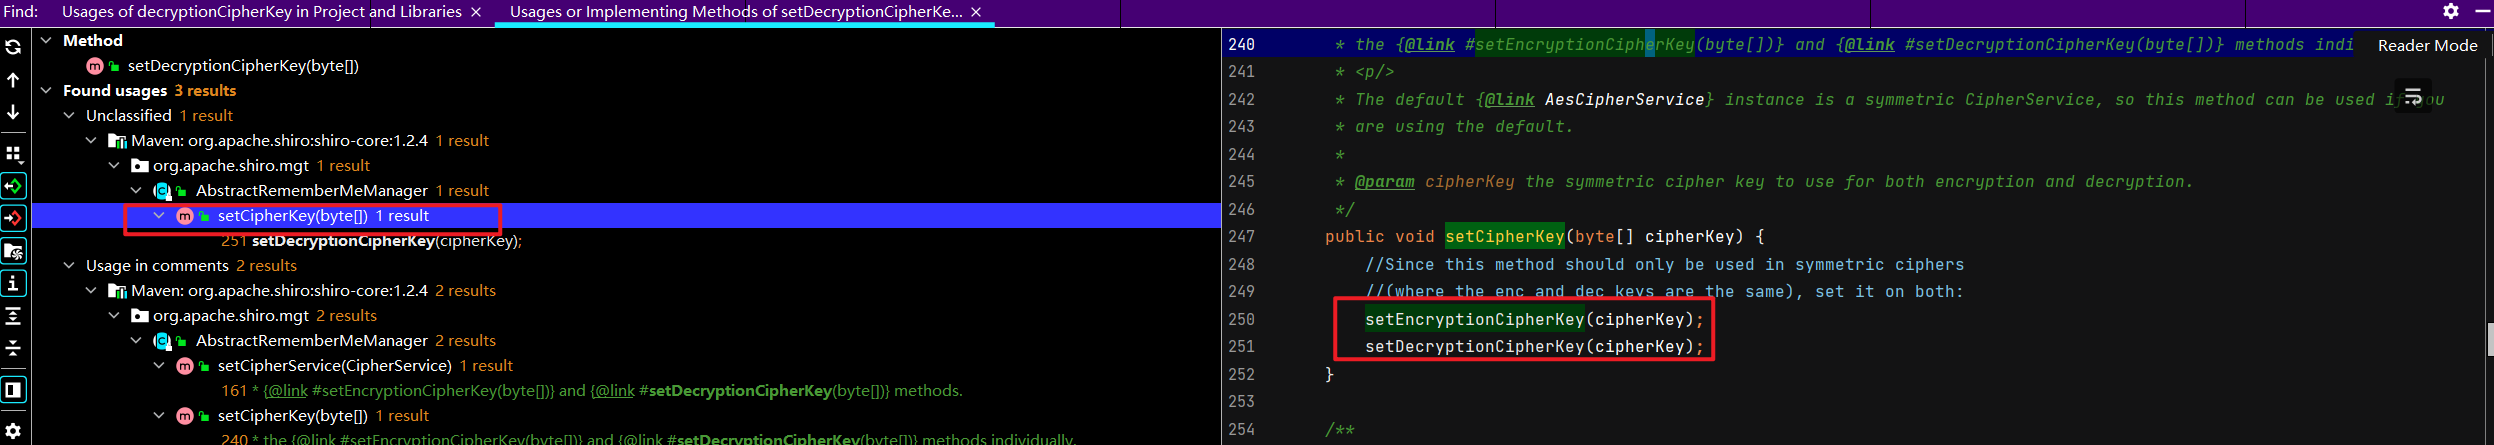 Find: Usages of decryptionCipherKey in Project and Libraries × Usages or Implementing Methods of setDecryptionCipherKe... ×
Method
setDecryptionCipherKey(byte[])
Found usages 3 results
Unclassified 1 result
Maven: org.apache.shiro:shiro-core:1.2.4 1 result
org.apache.shiro.mgt 1 result
AbstractRememberMeManager 1 result
setCipherKey(byte[]) 1 result
251 setDecryptionCipherKey(cipherKey);
Usage in comments 2 results
Maven: org.apache.shiro:shiro-core:1.2.4 2 results
org.apache.shiro.mgt 2 results
AbstractRememberMeManager 2 results
setCipherService(CipherService) 1 result
161 * {@link #setEncryptionCipherKey(byte[])} and {@link #setDecryptionCipherKey(byte[])} methods.
setCipherKey(byte[]) 1 result
240 * the {@link #setEncryptionCipherKey(byte[])} and {@link #setDecryptionCipherKey(byte[])} methods individually.
240 * the {@link #setEncryptionCipherKey(byte[])} and {@link #setDecryptionCipherKey(byte[])} methods indi
Reader Mode
241 * <p/>
242 * The default {@link AesCipherService} instance is a symmetric CipherService, so this method can be used if you
243 * are using the default.
244 *
245 * @param cipherKey the symmetric cipher key to use for both encryption and decryption.
246 */
247 public void setCipherKey(byte[] cipherKey) {
248 //Since this method should only be used in symmetric ciphers
249 //(where the enc and dec keys are the same), set it on both:
250 setEncryptionCipherKey(cipherKey);
251 setDecryptionCipherKey(cipherKey);
252 }
253
254 /**